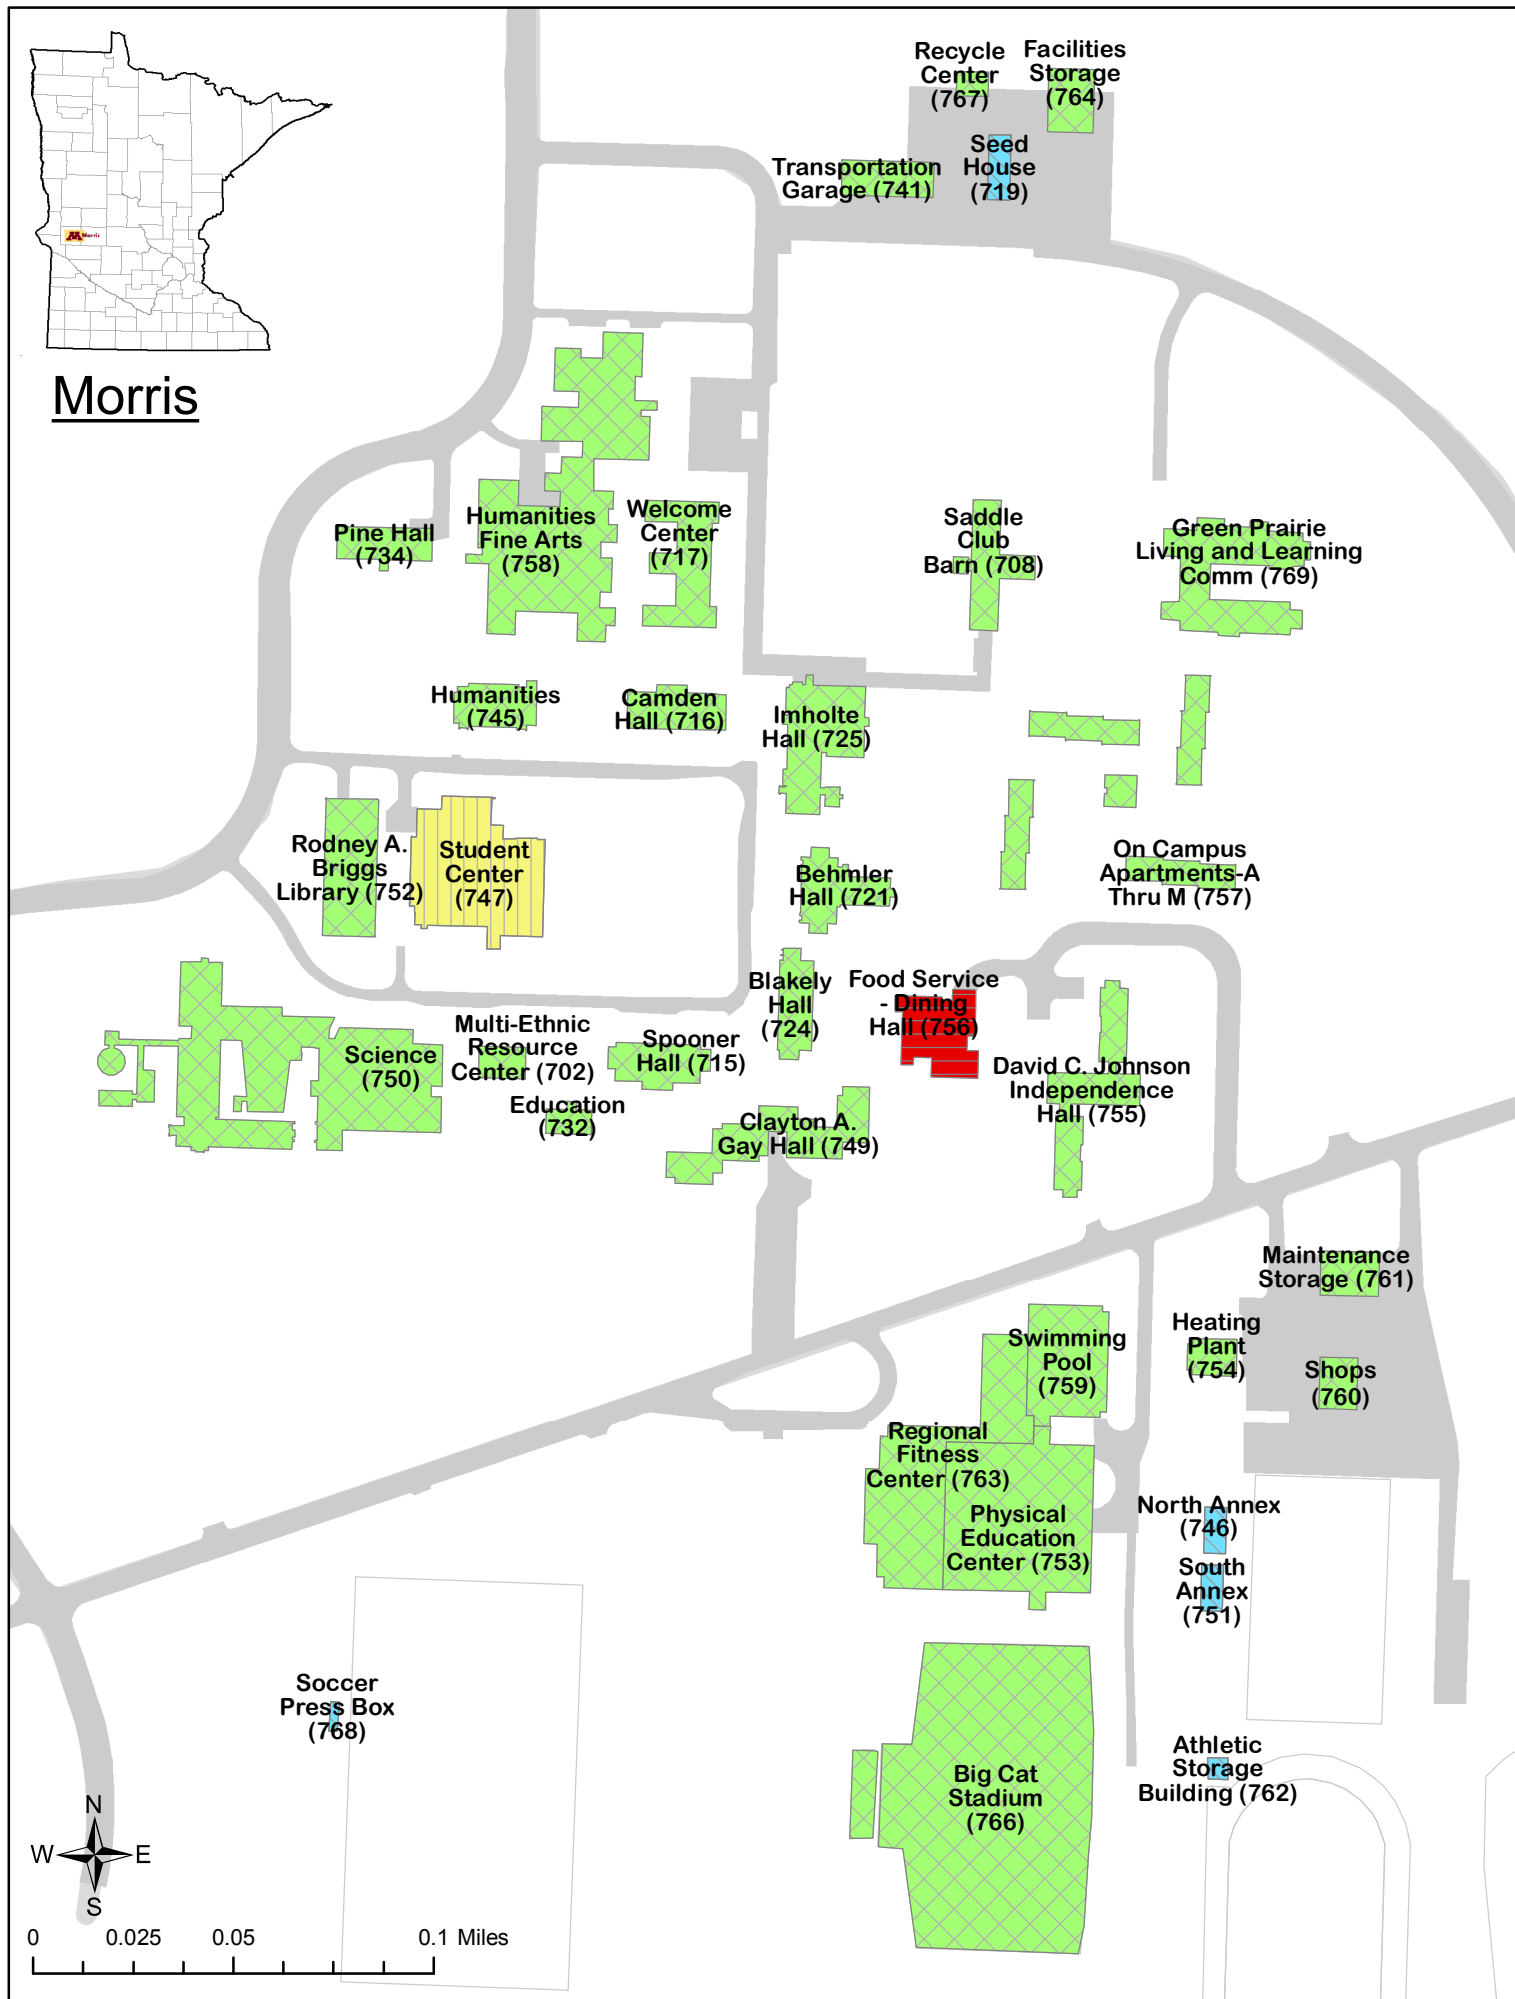 Morris
Morris
Recycle
Center
(767)
Facilities
Storage
(764)
Seed
House
(719)
Transportation
Garage (741)
Pine Hall
(734)
Humanities
Fine Arts
(758)
Welcome
Center
(717)
Saddle
Club
Barn (708)
Green Prairie
Living and Learning
Comm (769)
Humanities
(745)
Camden
Hall (716)
Imholte
Hall (725)
Rodney A.
Briggs
Library (752)
Student
Center
(747)
Behmler
Hall (721)
On Campus
Apartments-A
Thru M (757)
Blakely
Hall
(724)
Food Service
- Dining
Hall (756)
Science
(750)
Multi-Ethnic
Resource
Center (702)
Spooner
Hall (715)
David C. Johnson
Independence
Hall (755)
Education
(732)
Clayton A.
Gay Hall (749)
Maintenance
Storage (761)
Swimming
Pool
(759)
Heating
Plant
(754)
Shops
(760)
Regional
Fitness
Center (763)
Physical
Education
Center (753)
North Annex
(746)
South
Annex
(751)
Soccer
Press Box
(768)
Big Cat
Stadium
(766)
Athletic
Storage
Building (762)
N
W E
S
0 0.025 0.05 0.1 Miles